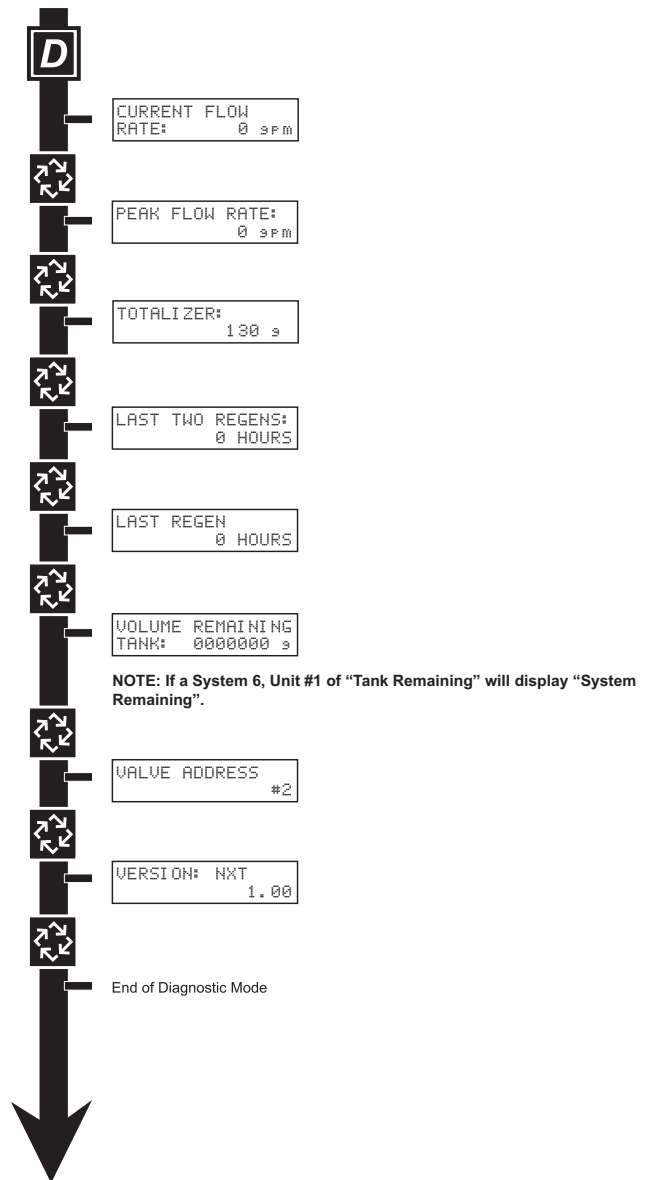 D
CURRENT FLOW
RATE: 0 gpm
PEAK FLOW RATE:
0 gpm
TOTALIZER:
130 g
LAST TWO REGENS:
0 HOURS
LAST REGEN
0 HOURS
VOLUME REMAINING
TANK: 0000000 g
NOTE: If a System 6, Unit #1 of “Tank Remaining” will display “System
Remaining”.
VALVE ADDRESS
#2
VERSION: NXT
1.00
End of Diagnostic Mode